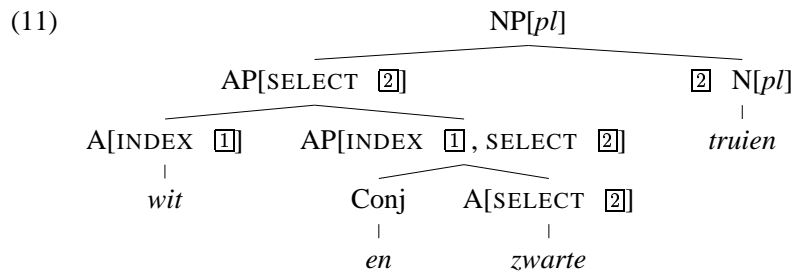 (11) NP[pl]
AP[SELECT 2] 2 N[pl]
A[INDEX 1] AP[INDEX 1, SELECT 2] truien
wit Conj A[SELECT 2]
en zwarte